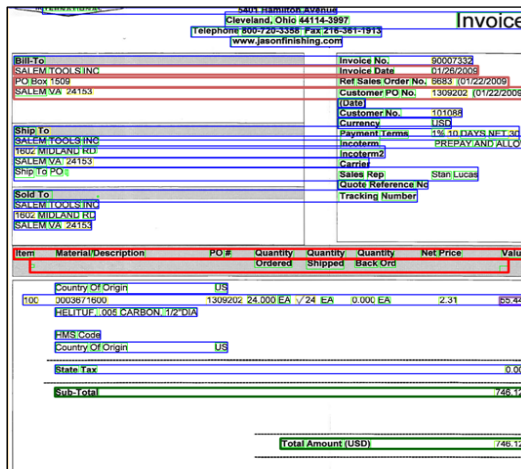 INTERNATIONAL
5401 Hamilton Avenue
Cleveland, Ohio 44114-3997
Telephone 800-720-3358 Fax 216-361-1913
www.jasonfinishing.com
Invoice
Bill-To
SALEM TOOLS INC
PO Box 1509
SALEM VA 24153
Ship To
SALEM TOOLS INC
1602 MIDLAND RD
SALEM VA 24153
Ship To PO
Sold To
SALEM TOOLS INC
1602 MIDLAND RD
SALEM VA 24153
Invoice No. 90007332
Invoice Date 01/26/2009
Ref Sales Order No. 6683 (01/22/2009)
Customer PO No. 1309202 (01/22/2009
(Date)
Customer No. 101088
Currency USD
Payment Terms 1% 10 DAYS NET 30
Incoterm PREPAY AND ALLO
Incoterm2
Carrier
Sales Rep Stan Lucas
Quote Reference No
Tracking Number
Item Material/Description PO # Quantity Quantity Quantity Net Price Valu
Ordered Shipped Back Ord
Country Of Origin US
100 0003671600 1309202 24.000 EA √24 EA 0.000 EA 2.31 55.44
HELITUF, .005 CARBON, 1/2"DIA
HMS Code
Country Of Origin US
State Tax 0.00
Sub-Total 746.12
Total Amount (USD) 746.12